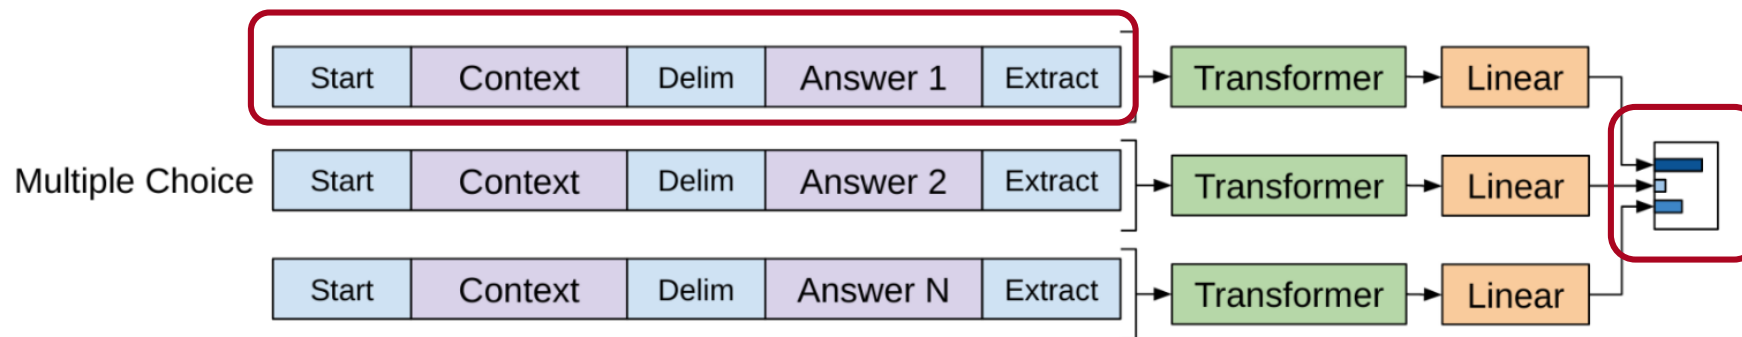 Start Context Delim Answer 1 Extract Transformer Linear
Multiple Choice Start Context Delim Answer 2 Extract Transformer Linear
Start Context Delim Answer N Extract Transformer Linear